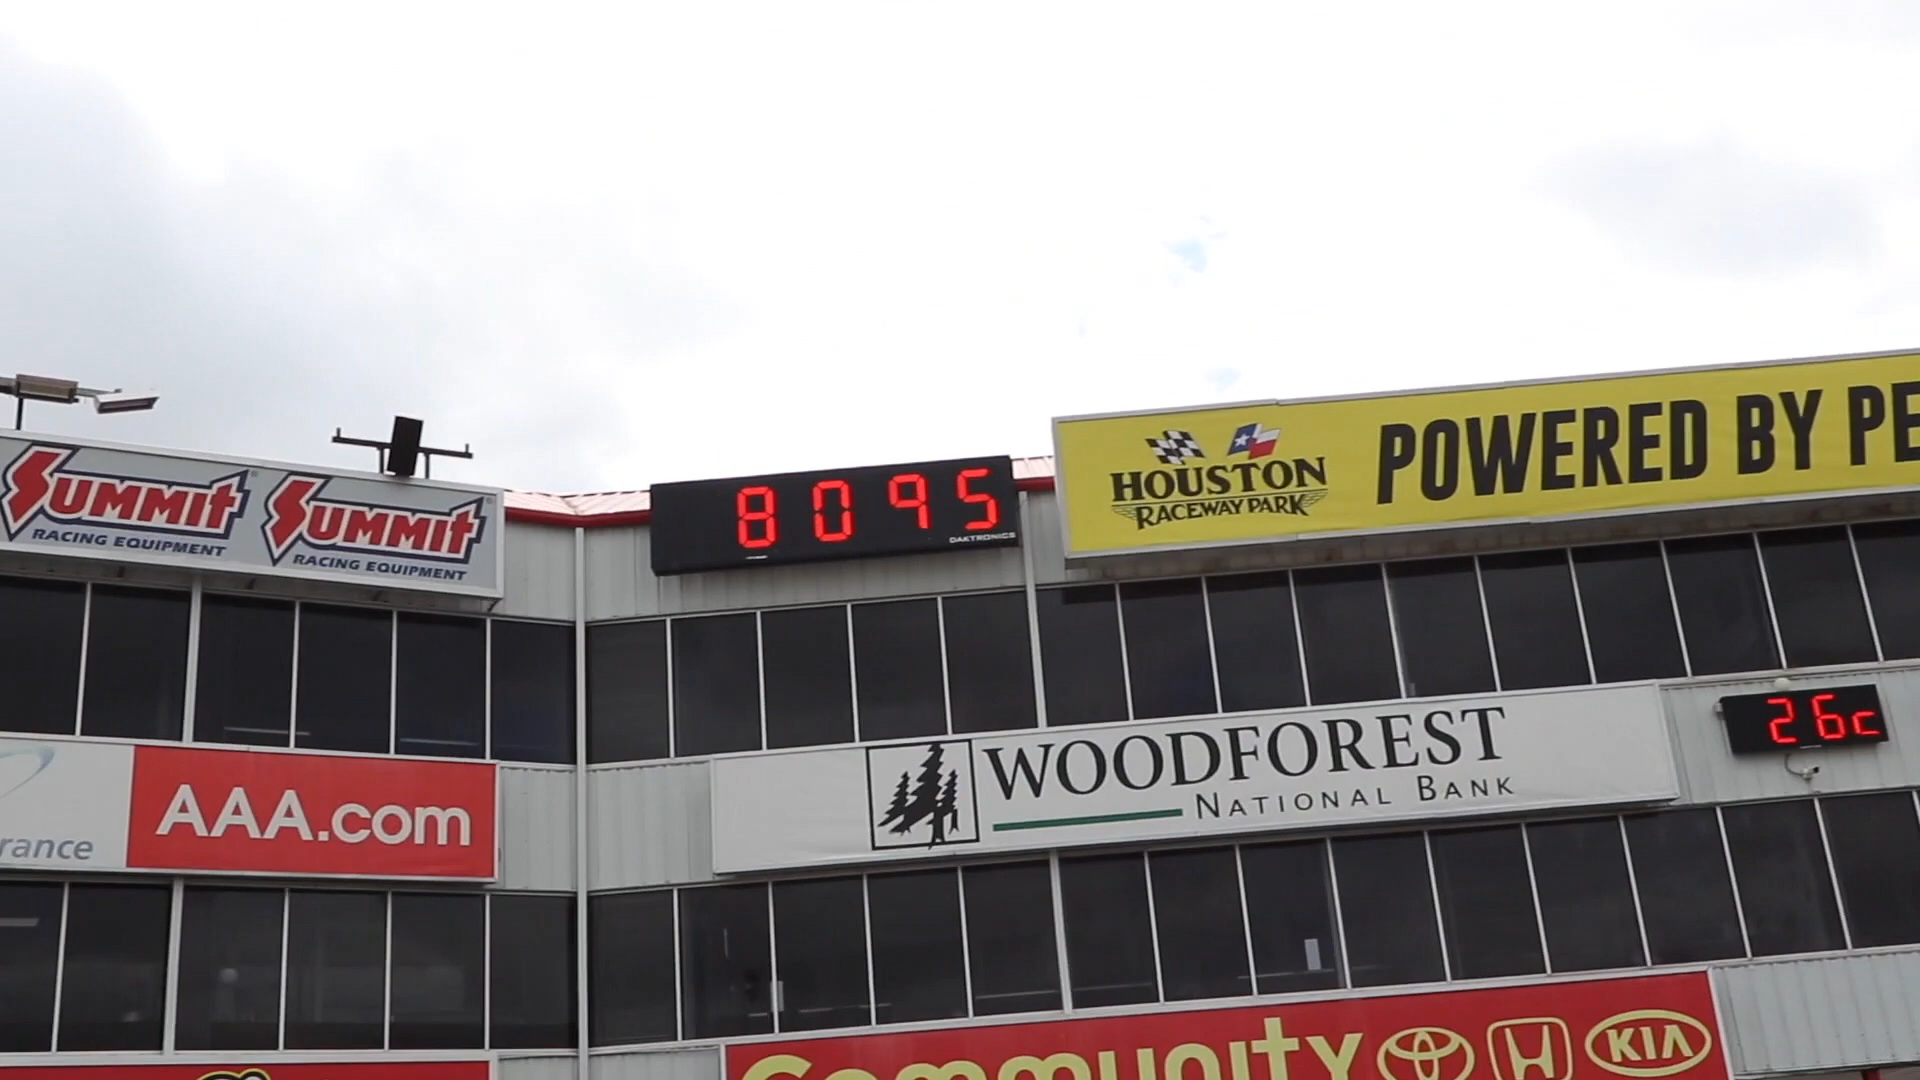 SUMMIT
RACING EQUIPMENT
SUMMIT
RACING EQUIPMENT
8095
DAKTRONICS
HOUSTON
RACEWAY PARK
POWERED BY PE
26c
WOODFOREST
NATIONAL BANK
rance
AAA.com
Community
KIA